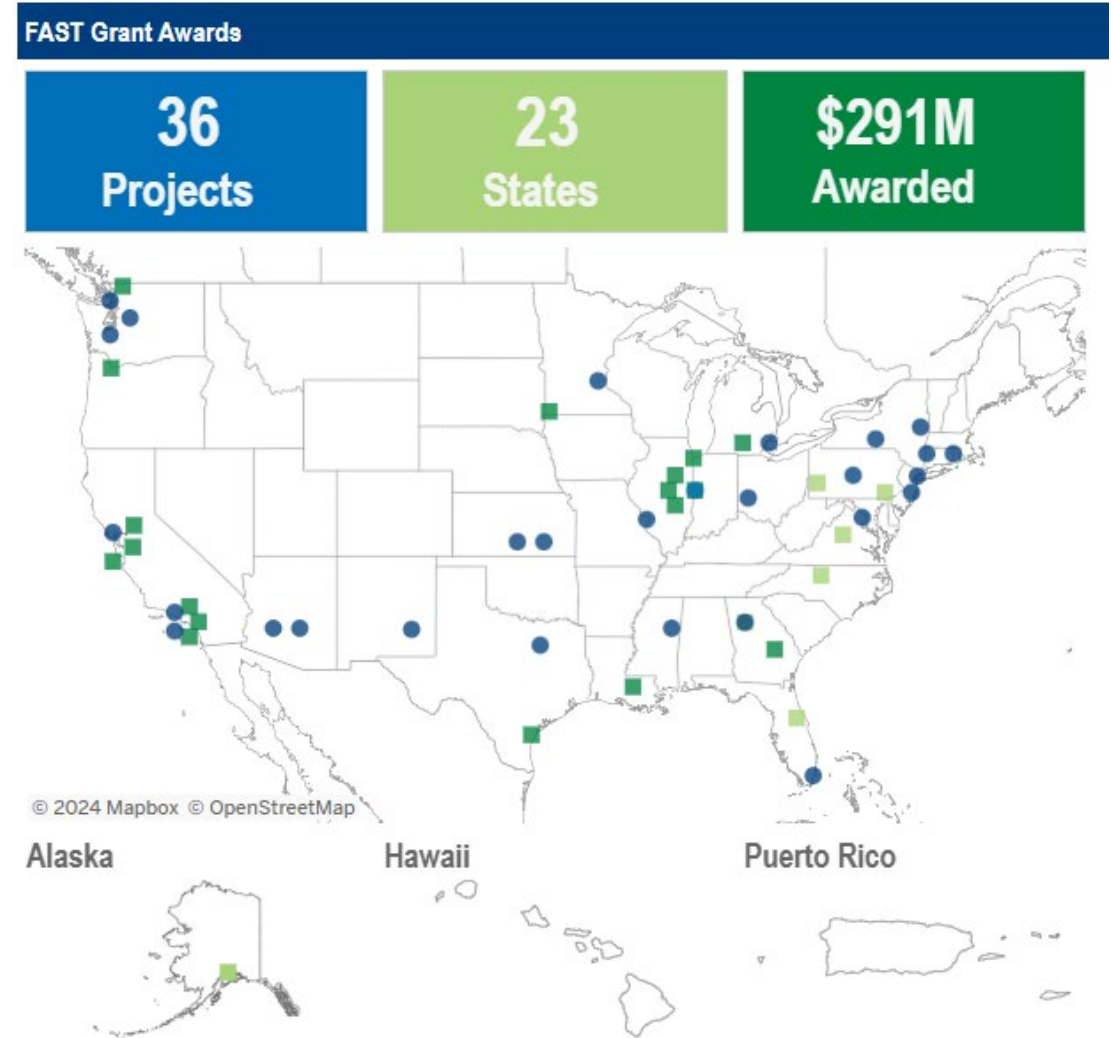 FAST Grant Awards
36
Projects
23
States
$291M
Awarded
© 2024 Mapbox © OpenStreetMap
Alaska
Hawaii
Puerto Rico